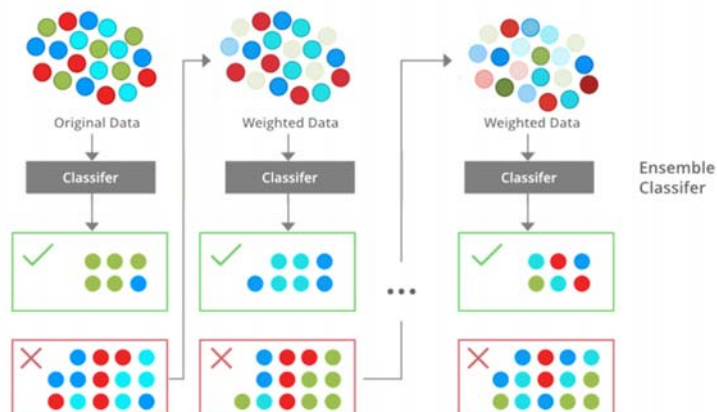 Original Data
Weighted Data
Weighted Data
Classifer
Classifer
Classifer
Ensemble
Classifer
...